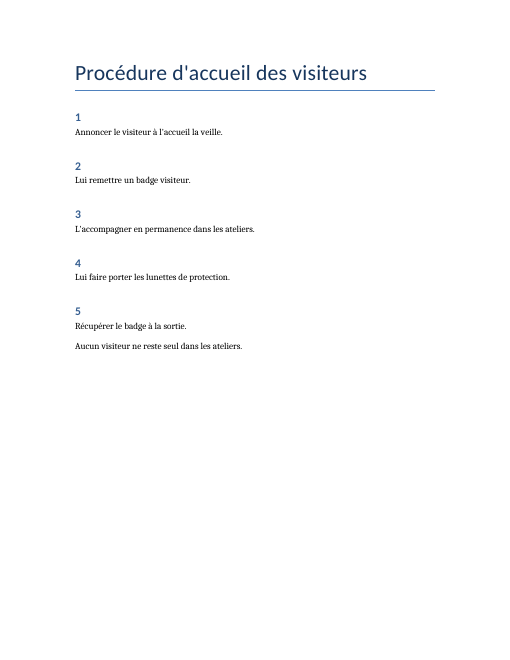 Procédure d'accueil des visiteurs
1
Annoncer le visiteur à l'accueil la veille.
2
Lui remettre un badge visiteur.
3
L'accompagner en permanence dans les ateliers.
4
Lui faire porter les lunettes de protection.
5
Récupérer le badge à la sortie.
Aucun visiteur ne reste seul dans les ateliers.